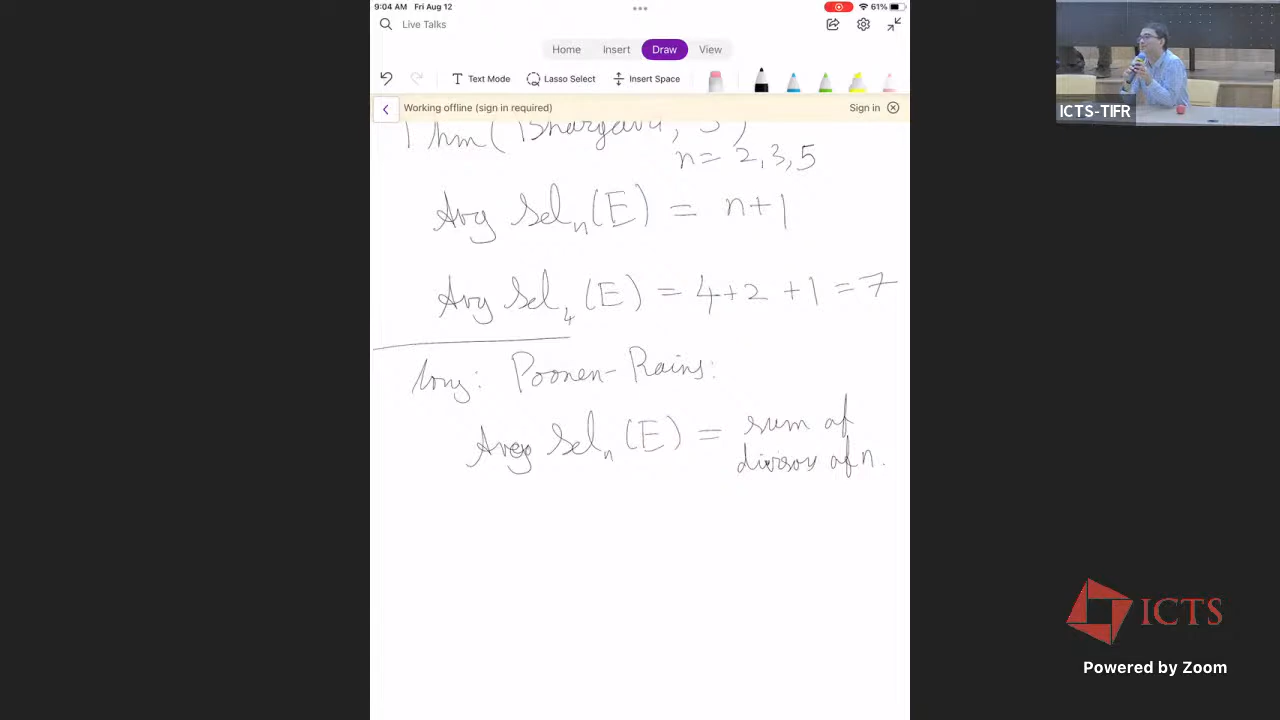 9:04 AM Fri Aug 12
61%
Live Talks
Home Insert Draw View
Text Mode Lasso Select Insert Space
Working offline (sign in required) Sign in
Thm (Bhargava, S)
n = 2, 3, 5
Avg Sel_n (E) = n+1
Avg Sel_4 (E) = 4+2+1 = 7
Conj: Poonen-Rains:
Avg Sel_n (E) = sum of
divisors of n.
ICTS-TIFR
ICTS
Powered by Zoom